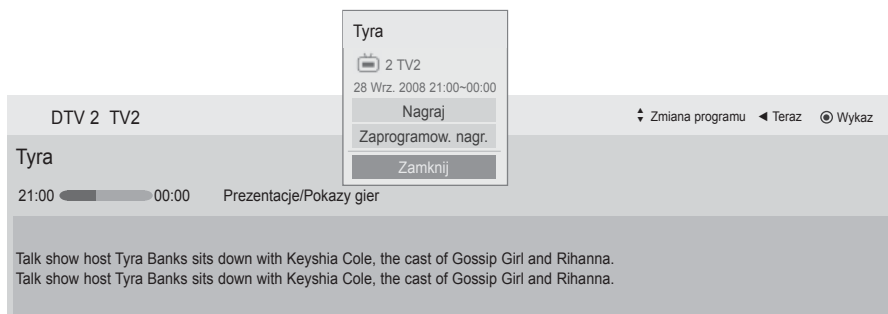 Tyra
2 TV2
28 Wrz. 2008 21:00~00:00
Nagraj
Zaprogramow. nagr.
Zamknij
DTV 2 TV2
Zmiana programu
Teraz
Wykaz
Tyra
21:00
00:00
Prezentacje/Pokazy gier
Talk show host Tyra Banks sits down with Keyshia Cole, the cast of Gossip Girl and Rihanna.
Talk show host Tyra Banks sits down with Keyshia Cole, the cast of Gossip Girl and Rihanna.